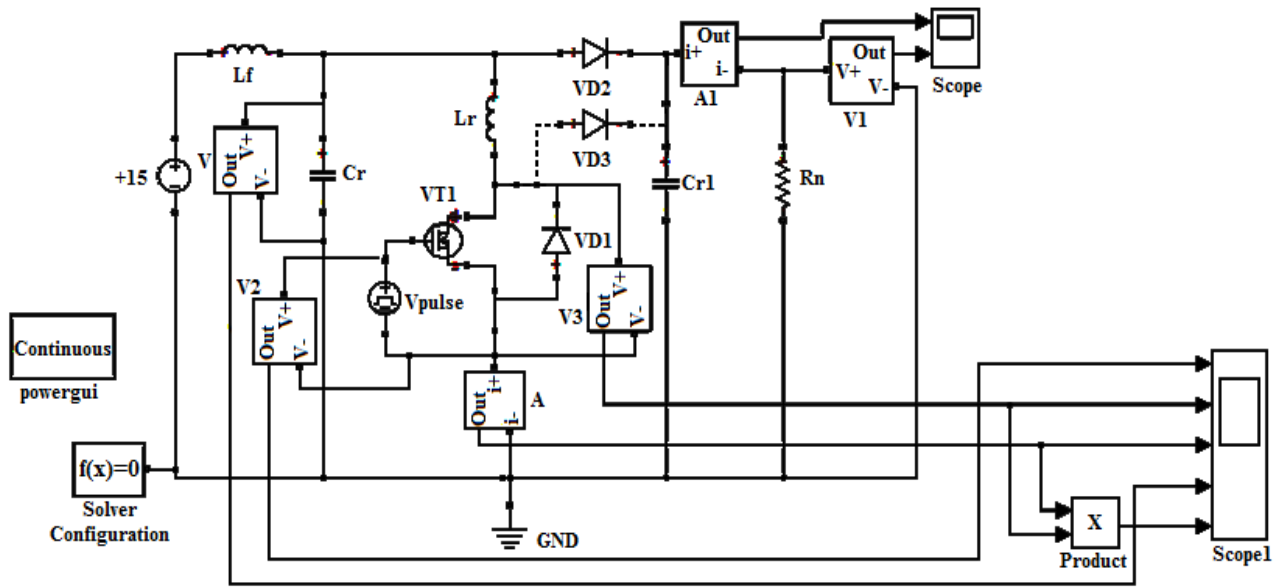 Lf
VD2
i+
Out
i-
A1
V+
Out
V-
V1
Scope
Lr
VD3
V
Out
V+
V-
+15
Cr
VT1
Cr1
Rn
VD1
V2
Out
V+
V-
Vpulse
V3
Out
V+
V-
Continuous
powergui
Out
i+
i-
A
f(x)=0
Solver
Configuration
GND
X
Product
Scope1